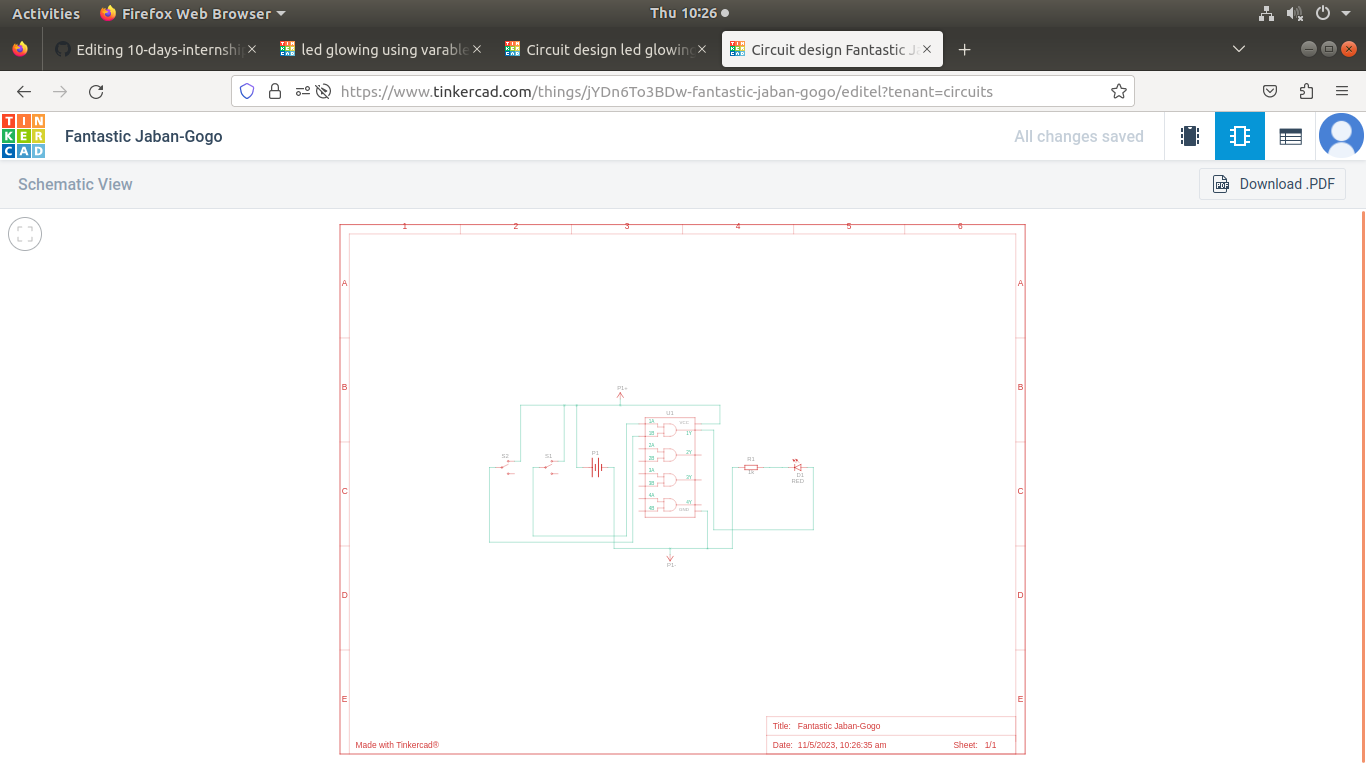 Activities Firefox Web Browser Thu 10:26
Editing 10-days-internshi led glowing using varable Circuit design led glowing Circuit design Fantastic J
https://www.tinkercad.com/things/jYDn6To3BDw-fantastic-jaban-gogo/editel?tenant=circuits
TIN KER CAD Fantastic Jaban-Gogo All changes saved
Schematic View PDF Download .PDF
1 2 3 4 5 6
A A
B B
P1+
U1
1A VCC
1B 1Y
2A
S2 S1 P1 2B 2Y
R1
1k
3A
3B 3Y
D1
RED
4A
4B 4Y
GND
C C
P1-
D D
E E
Title: Fantastic Jaban-Gogo
Made with Tinkercad® Date: 11/5/2023, 10:26:35 am Sheet: 1/1